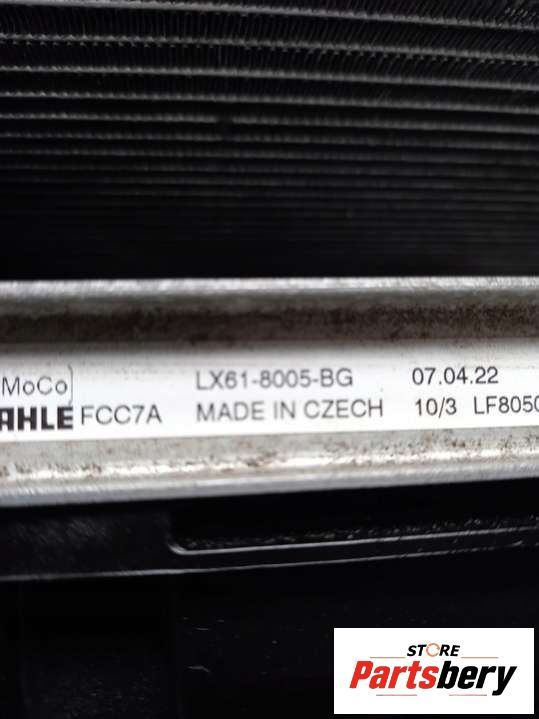 MoCo LX61-8005-BG 07.04.22
AHLE FCC7A MADE IN CZECH 10/3 LF8050
STORE
Partsbery